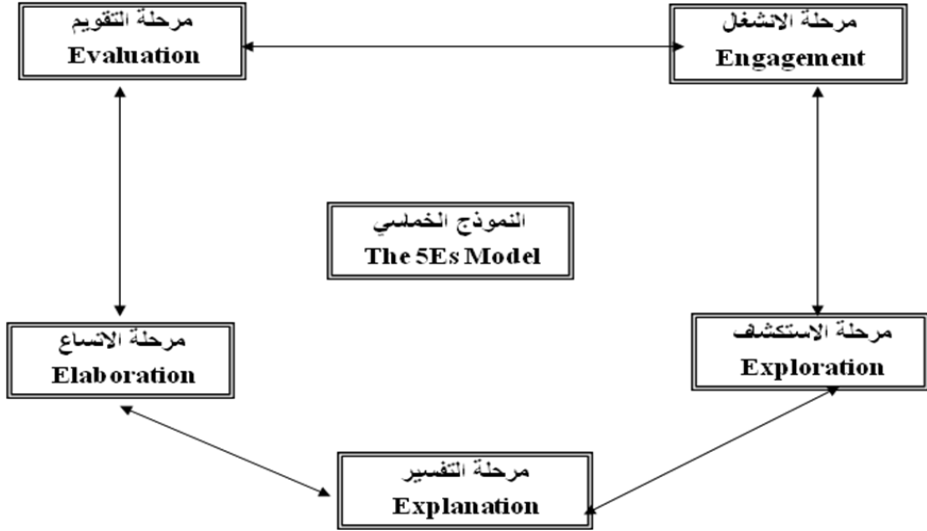 مرحلة التقويم
Evaluation
مرحلة الانشغال
Engagement
النموذج الخماسي
The 5Es Model
مرحلة الاتساع
Elaboration
مرحلة الاستكشاف
Exploration
مرحلة التفسير
Explanation